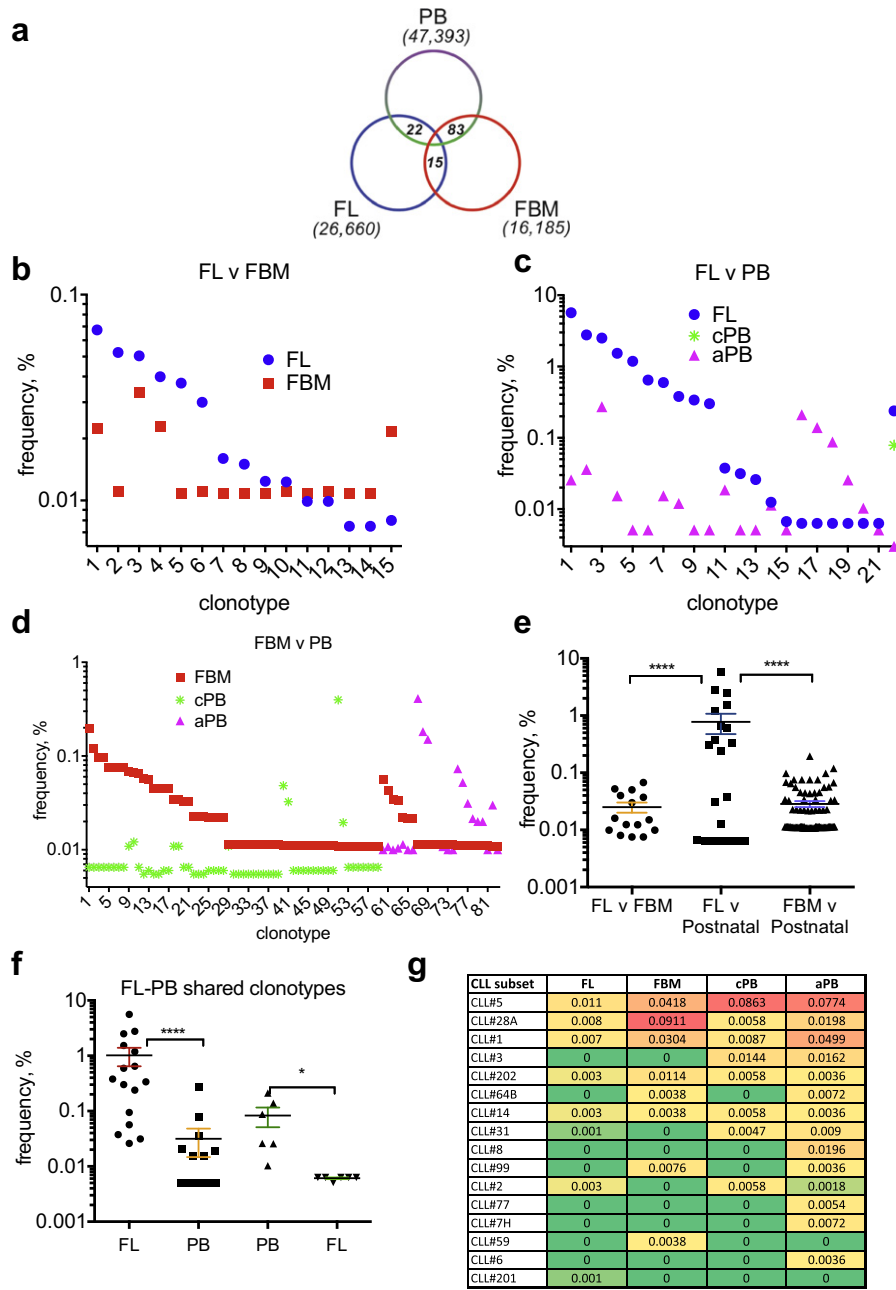 a
PB
(47,393)
22
83
15
FL
(26,660)
FBM
(16,185)
b
FL v FBM
frequency, %
0.1
0.01
FL
FBM
1 2 3 4 5 6 7 8 9 10 11 12 13 14 15
clonotype
c
FL v PB
frequency, %
10
1
0.1
0.01
FL
cPB
aPB
1 3 5 7 9 11 13 15 17 19 21
clonotype
d
FBM v PB
frequency, %
1
0.1
0.01
FBM
cPB
aPB
1 5 9 13 17 21 25 29 33 37 41 45 49 53 57 61 65 69 73 77 81
clonotype
e
frequency, %
10
1
0.1
0.01
0.001
****
****
FL v FBM
FL v
Postnatal
FBM v
Postnatal
f
FL-PB shared clonotypes
frequency, %
10
1
0.1
0.01
0.001
****
*
FL PB PB FL
g
CLL subset FL FBM cPB aPB
CLL#5 0.011 0.0418 0.0863 0.0774
CLL#28A 0.008 0.0911 0.0058 0.0198
CLL#1 0.007 0.0304 0.0087 0.0499
CLL#3 0 0 0.0144 0.0162
CLL#202 0.003 0.0114 0.0058 0.0036
CLL#64B 0 0.0038 0 0.0072
CLL#14 0.003 0.0038 0.0058 0.0036
CLL#31 0.001 0 0.0047 0.009
CLL#8 0 0 0 0.0196
CLL#99 0 0.0076 0 0.0036
CLL#2 0.003 0 0.0058 0.0018
CLL#77 0 0 0 0.0054
CLL#7H 0 0 0 0.0072
CLL#59 0 0.0038 0 0
CLL#6 0 0 0 0.0036
CLL#201 0.001 0 0 0